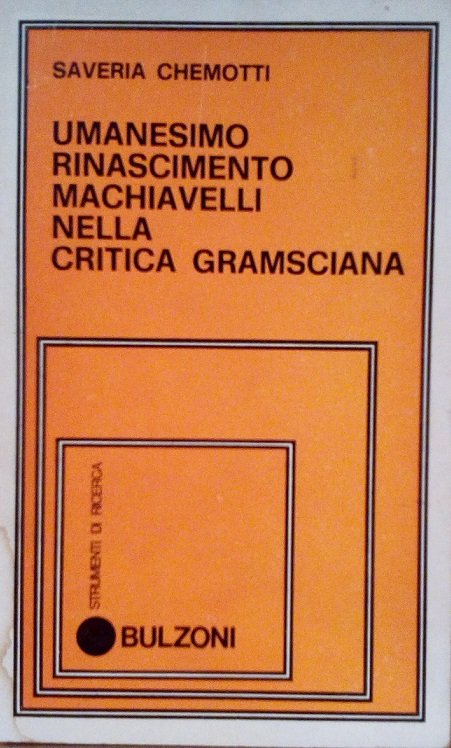 SAVERIA CHEMOTTI
UMANESIMO
RINASCIMENTO
MACHIAVELLI
NELLA
CRITICA GRAMSCIANA
STRUMENTI DI RICERCA
BULZONI